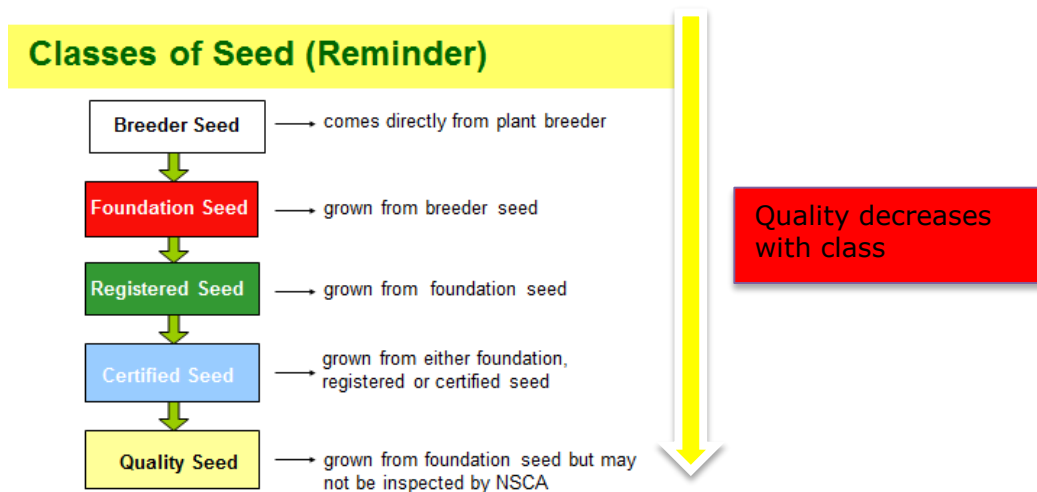 Classes of Seed (Reminder)
Breeder Seed
comes directly from plant breeder
Foundation Seed
grown from breeder seed
Registered Seed
grown from foundation seed
Certified Seed
grown from either foundation,
registered or certified seed
Quality Seed
grown from foundation seed but may
not be inspected by NSCA
Quality decreases
with class